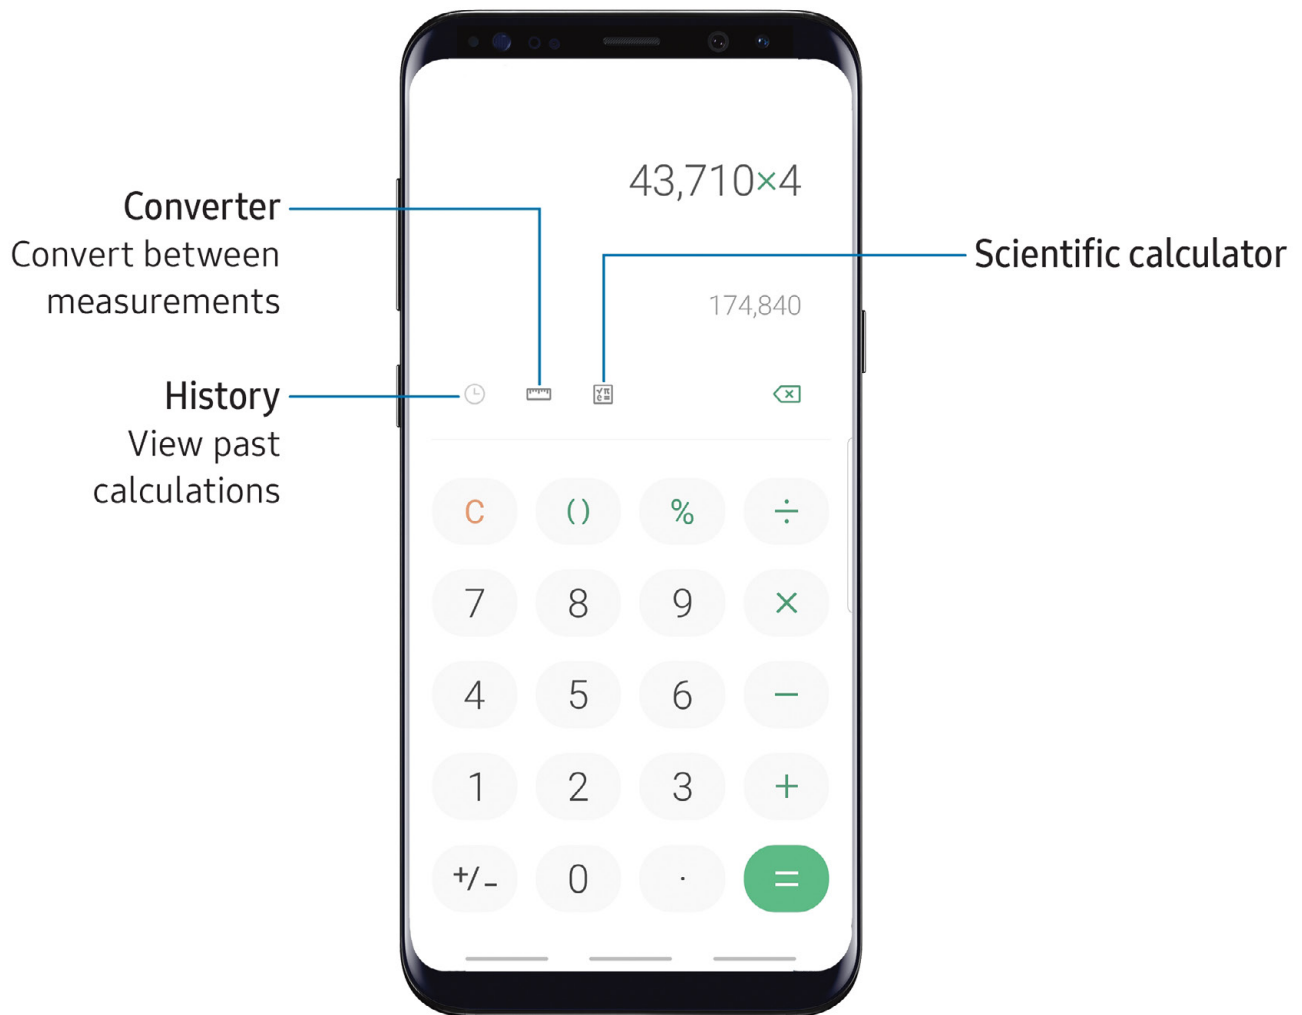 43,710×4
Converter
Convert between
measurements
Scientific calculator
174,840
History
View past
calculations
√π
e=
C
()
%
÷
7
8
9
×
4
5
6
−
1
2
3
+
+/-
0
.
=